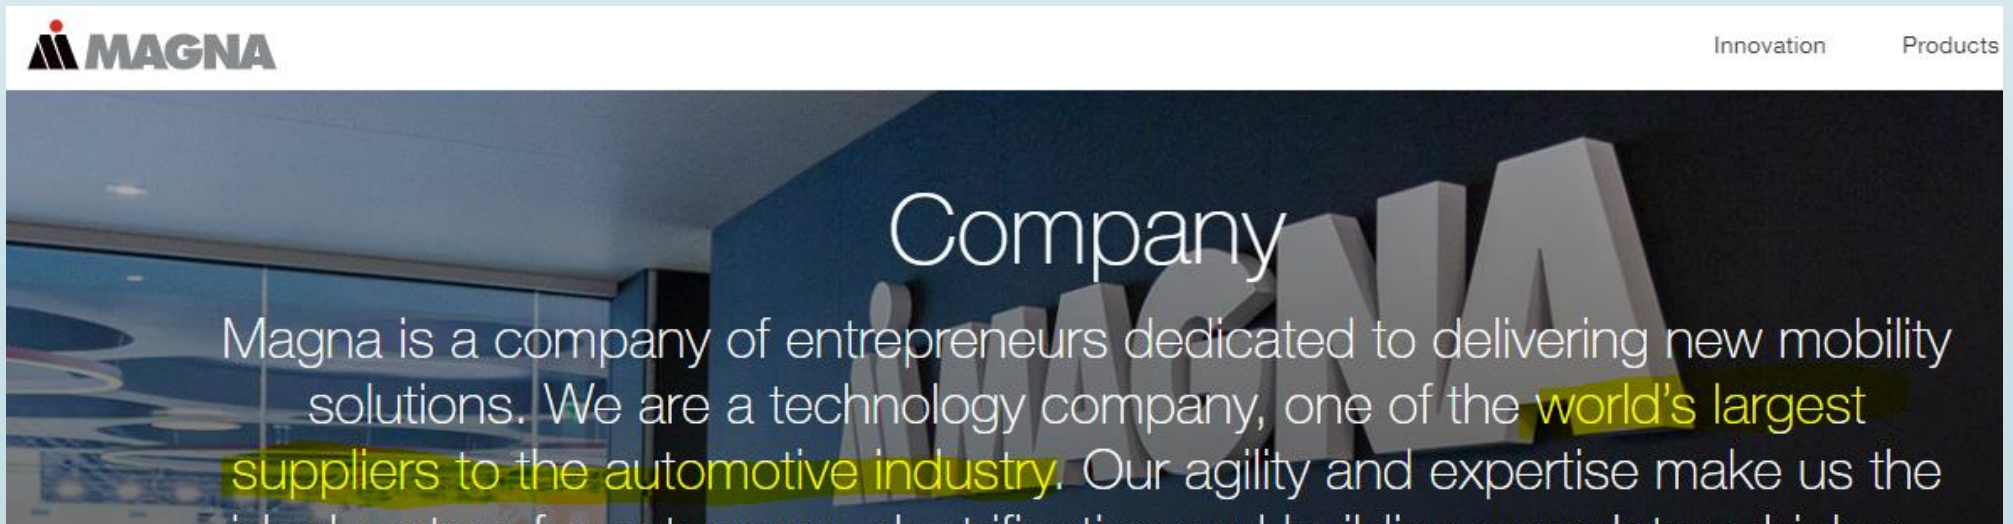 MAGNA
Innovation
Products
Company
MAGNA
Magna is a company of entrepreneurs dedicated to delivering new mobility
solutions. We are a technology company, one of the world's largest
suppliers to the automotive industry. Our agility and expertise make us the